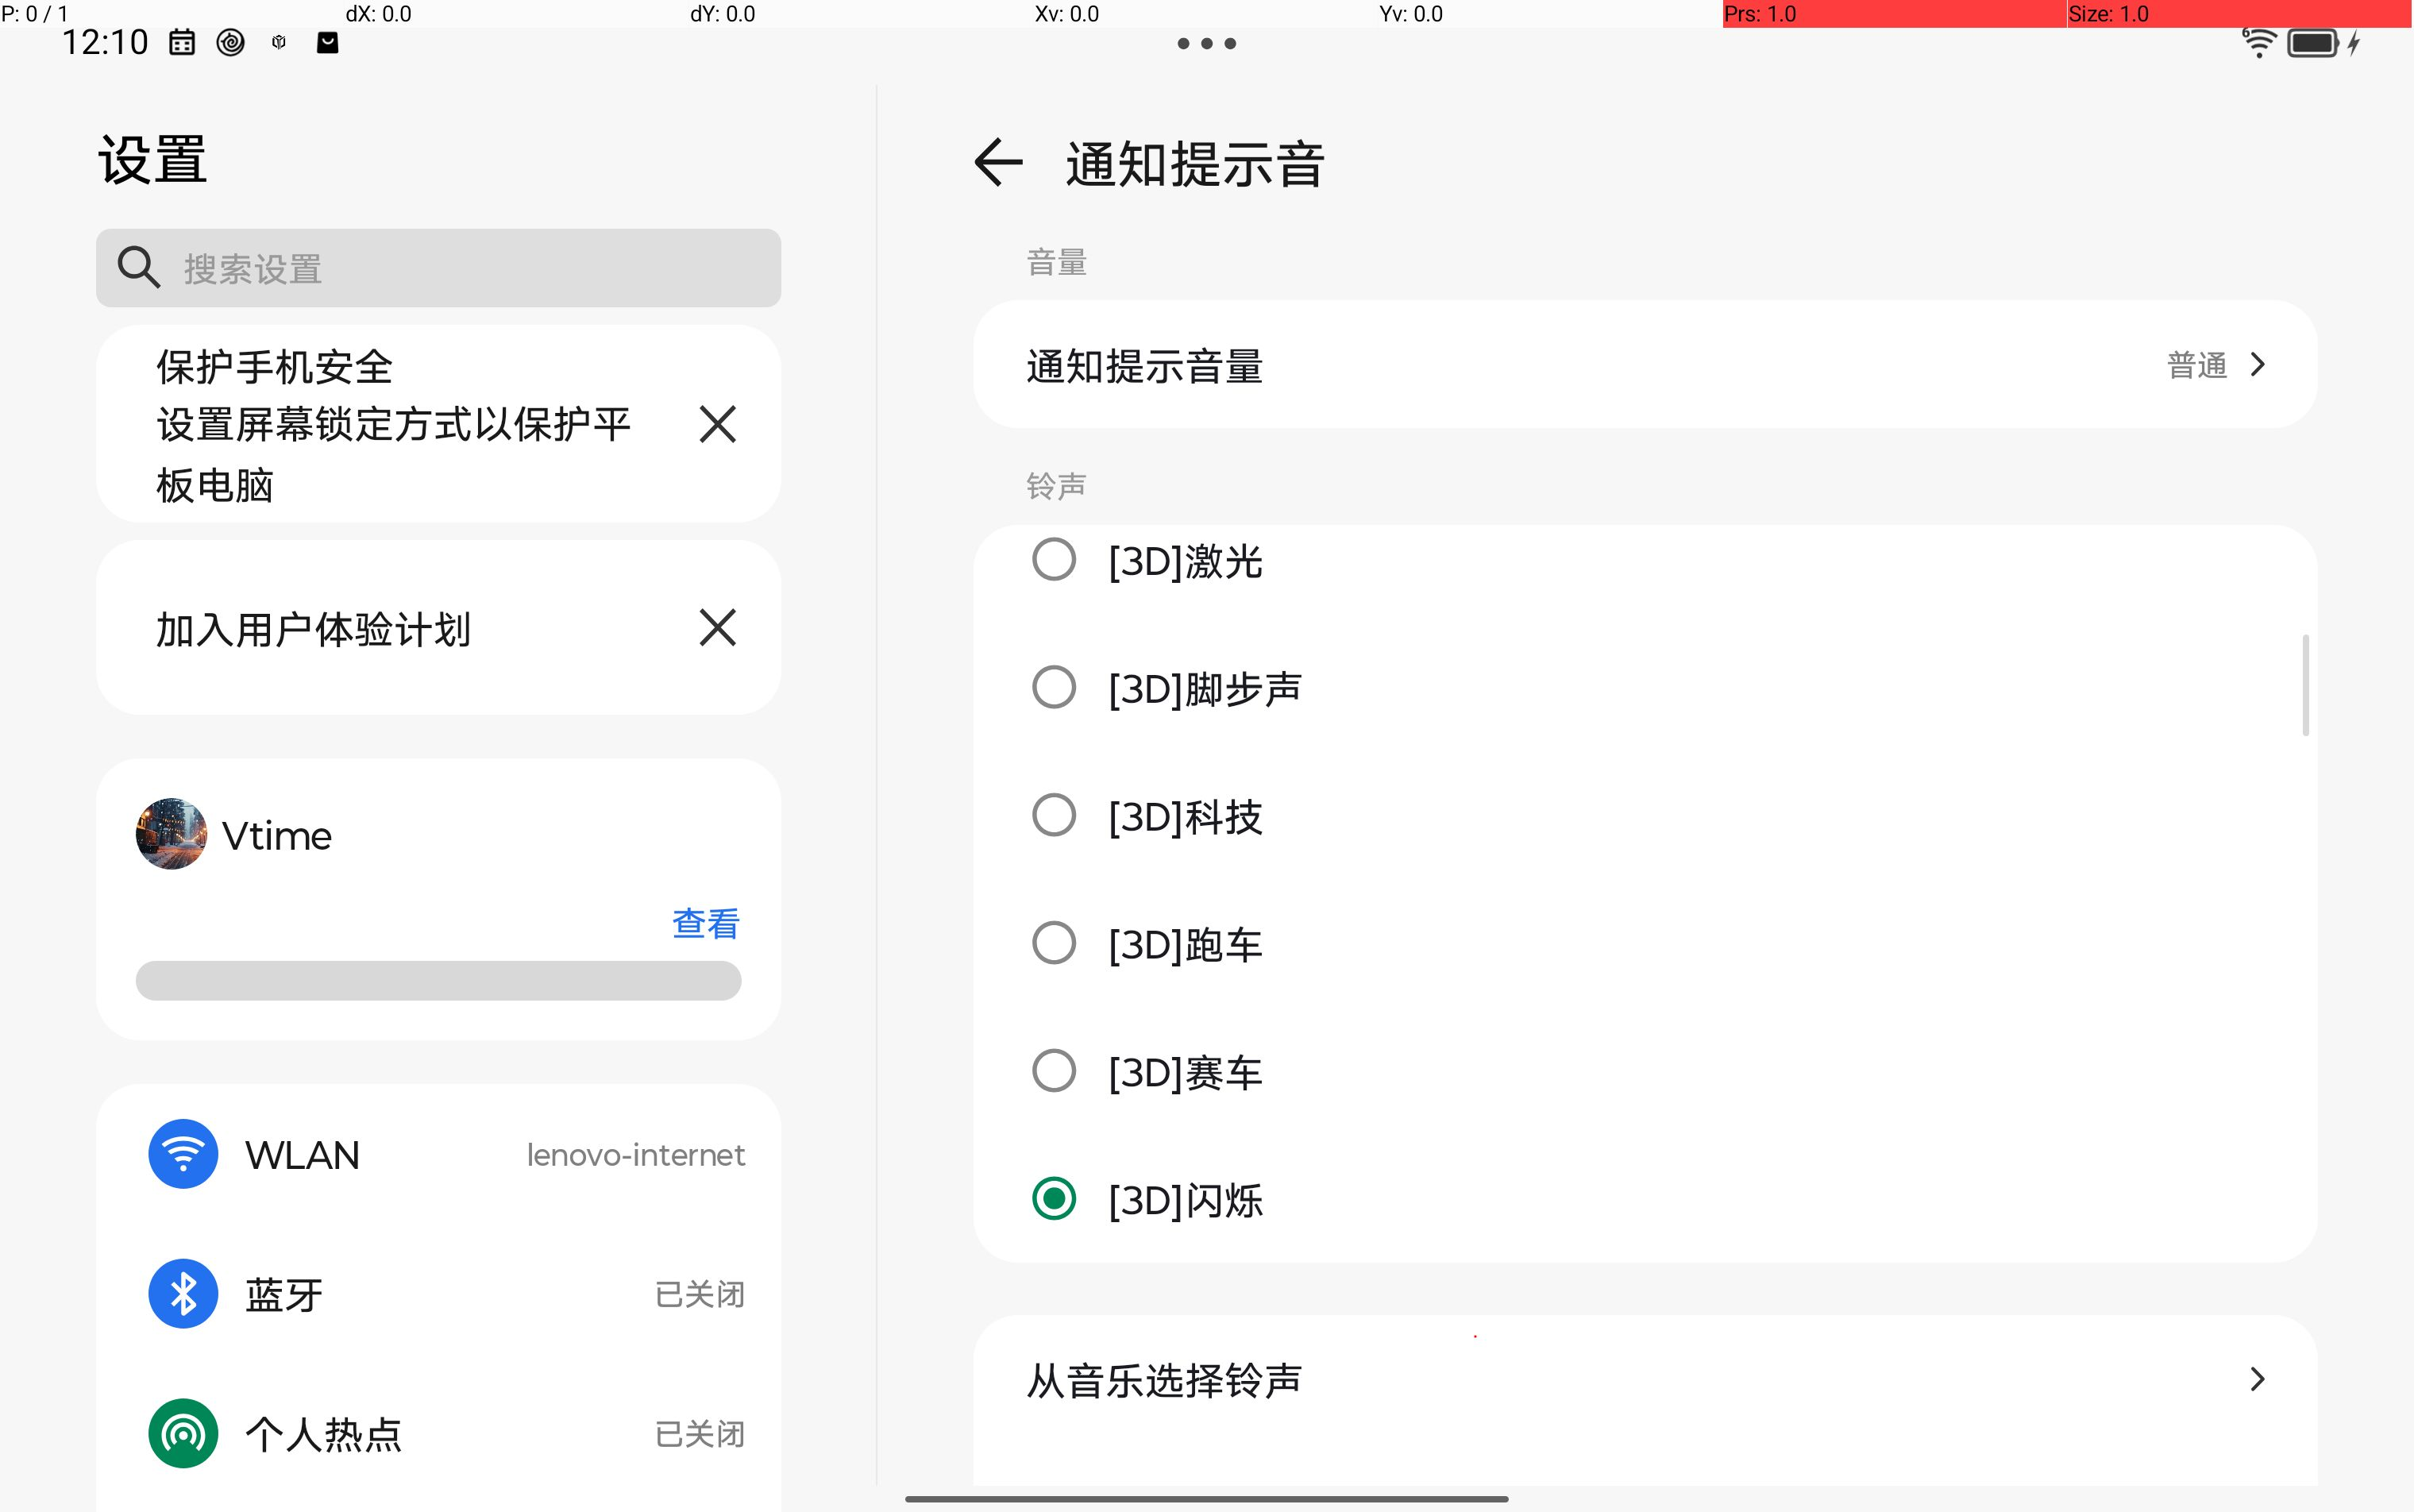 P: 0 / 1 dX: 0.0 dY: 0.0 Xv: 0.0 Yv: 0.0 Prs: 1.0 Size: 1.0
12:10
6
设置
搜索设置
保护手机安全
设置屏幕锁定方式以保护平
板电脑
加入用户体验计划
Vtime
查看
WLAN lenovo-internet
蓝牙 已关闭
个人热点 已关闭
通知提示音
音量
通知提示音量 普通
铃声
[3D]激光
[3D]脚步声
[3D]科技
[3D]跑车
[3D]赛车
[3D]闪烁
从音乐选择铃声